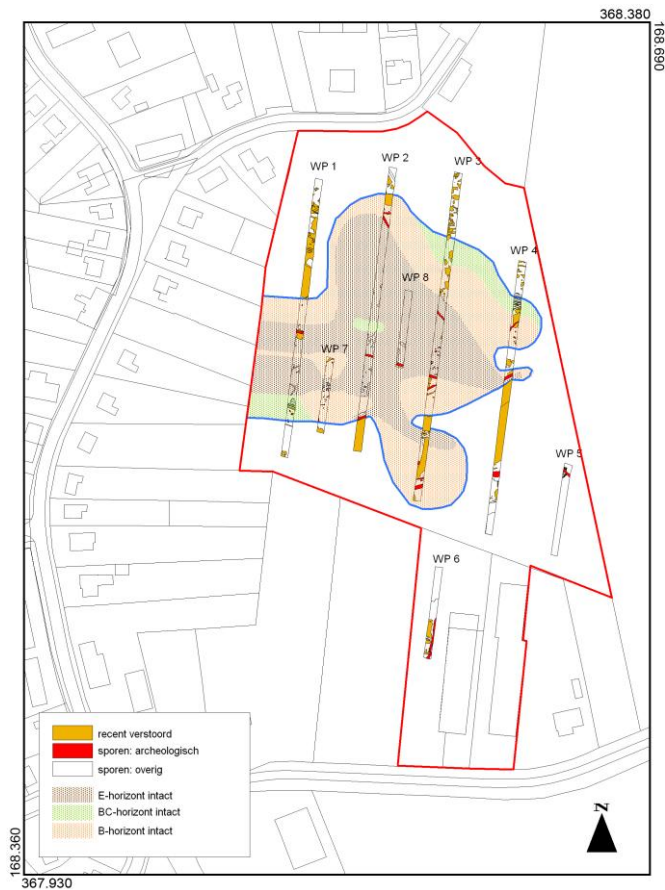 368.380
168.690
WP 1
WP 2
WP 3
WP 4
WP 8
WP 7
WP 5
WP 6
recent verstoord
sporen: archeologisch
sporen: overig
E-horizont intact
BC-horizont intact
B-horizont intact
N
168.360
367.930